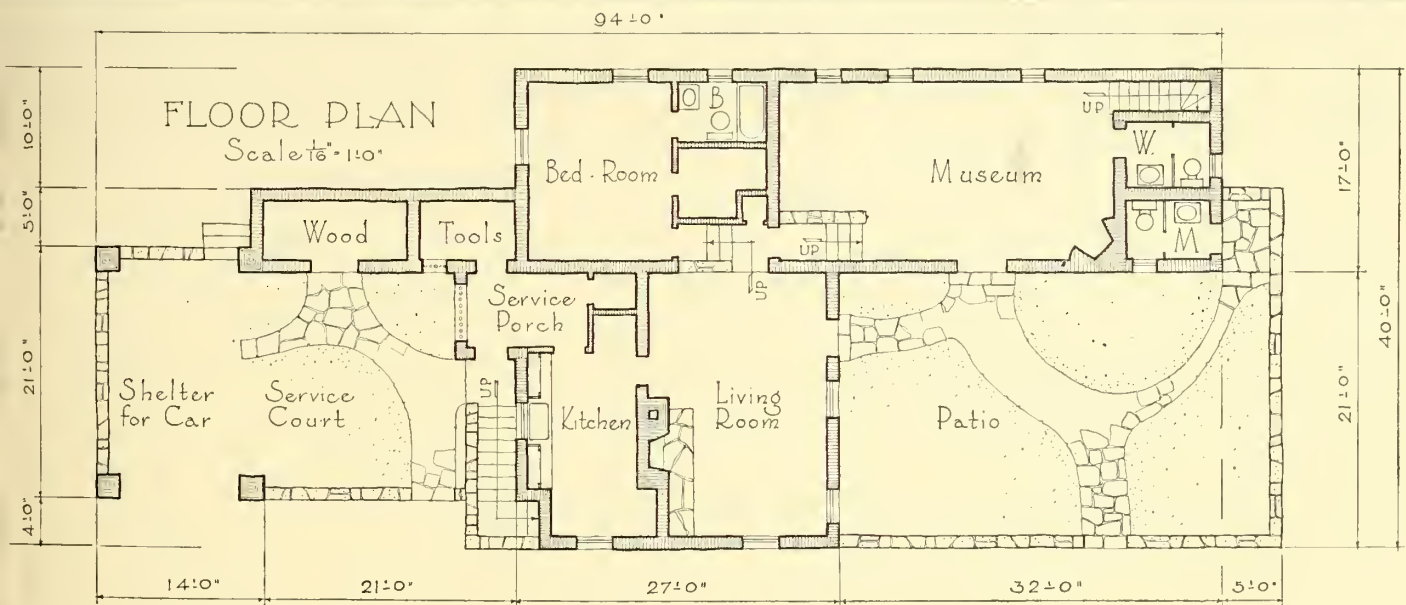 94'-0"
FLOOR PLAN
Scale 1/16" = 1'-0"
10'-0"
5'-0"
21'-0"
4'-0"
B
UP
W.
Bed-Room
Museum
17'-0"
Wood
Tools
UP
M
UP
Service
Porch
40'-0"
Shelter
for Car
Service
Court
UP
Kitchen
Living
Room
Patio
21'-0"
14'-0"
21'-0"
27'-0"
32'-0"
5'-0"